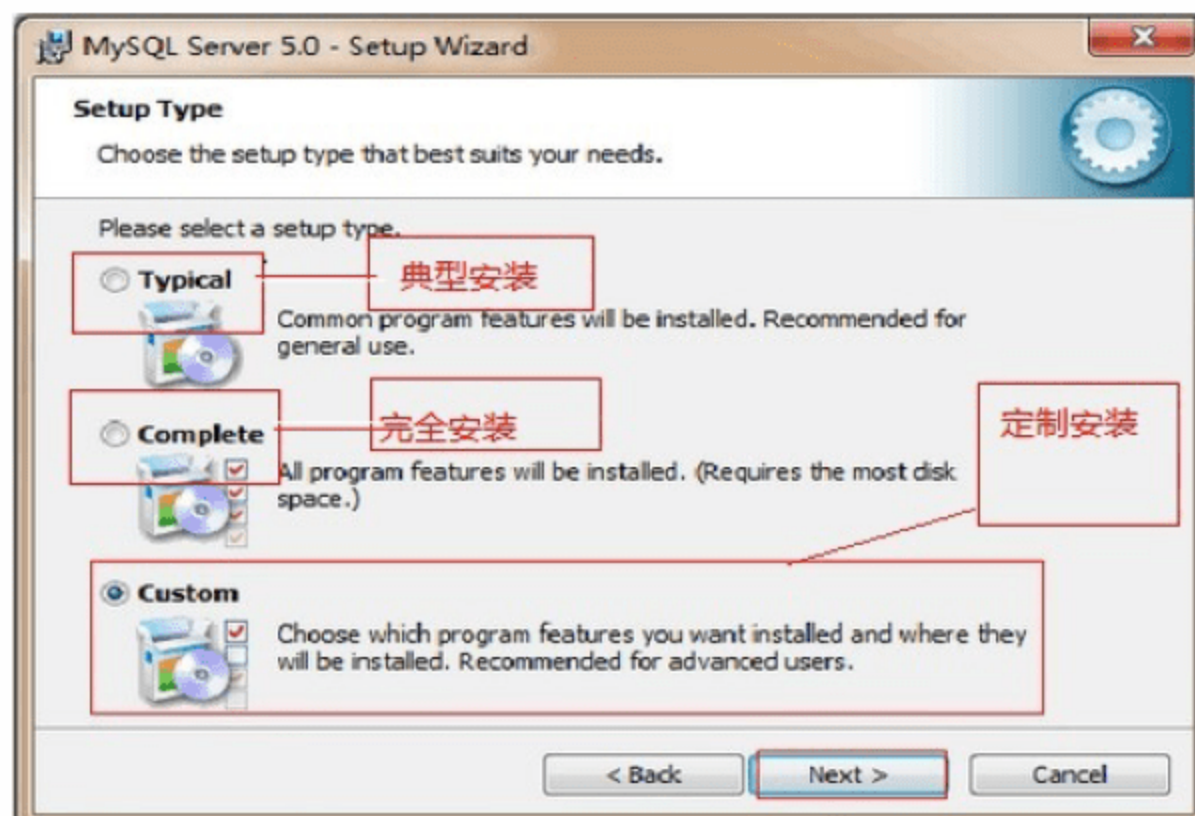 MySQL Server 5.0 - Setup Wizard
Setup Type
Choose the setup type that best suits your needs.
Please select a setup type.
Typical
典型安装
Common program features will be installed. Recommended for
general use.
Complete
完全安装
定制安装
All program features will be installed. (Requires the most disk
space.)
Custom
Choose which program features you want installed and where they
will be installed. Recommended for advanced users.
< Back
Next >
Cancel